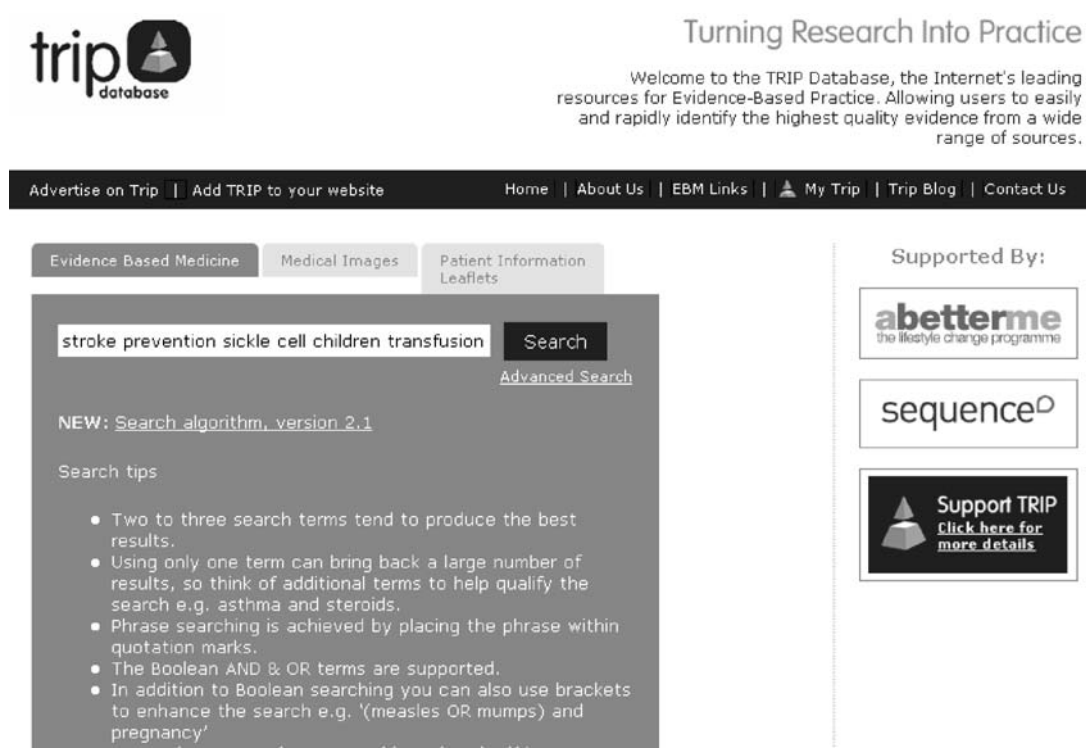 trip
database
Turning Research Into Practice
Welcome to the TRIP Database, the Internet's leading
resources for Evidence-Based Practice. Allowing users to easily
and rapidly identify the highest quality evidence from a wide
range of sources.
Advertise on Trip | Add TRIP to your website
Home | About Us | EBM Links | My Trip | Trip Blog | Contact Us
Evidence Based Medicine
Medical Images
Patient Information
Leaflets
stroke prevention sickle cell children transfusion
Search
Advanced Search
NEW: Search algorithm, version 2.1
Search tips
• Two to three search terms tend to produce the best
results.
• Using only one term can bring back a large number of
results, so think of additional terms to help qualify the
search e.g. asthma and steroids.
• Phrase searching is achieved by placing the phrase within
quotation marks.
• The Boolean AND & OR terms are supported.
• In addition to Boolean searching you can also use brackets
to enhance the search e.g. '(measles OR mumps) and
pregnancy'
Supported By:
abetterme
the lifestyle change programme
sequence
Support TRIP
Click here for
more details